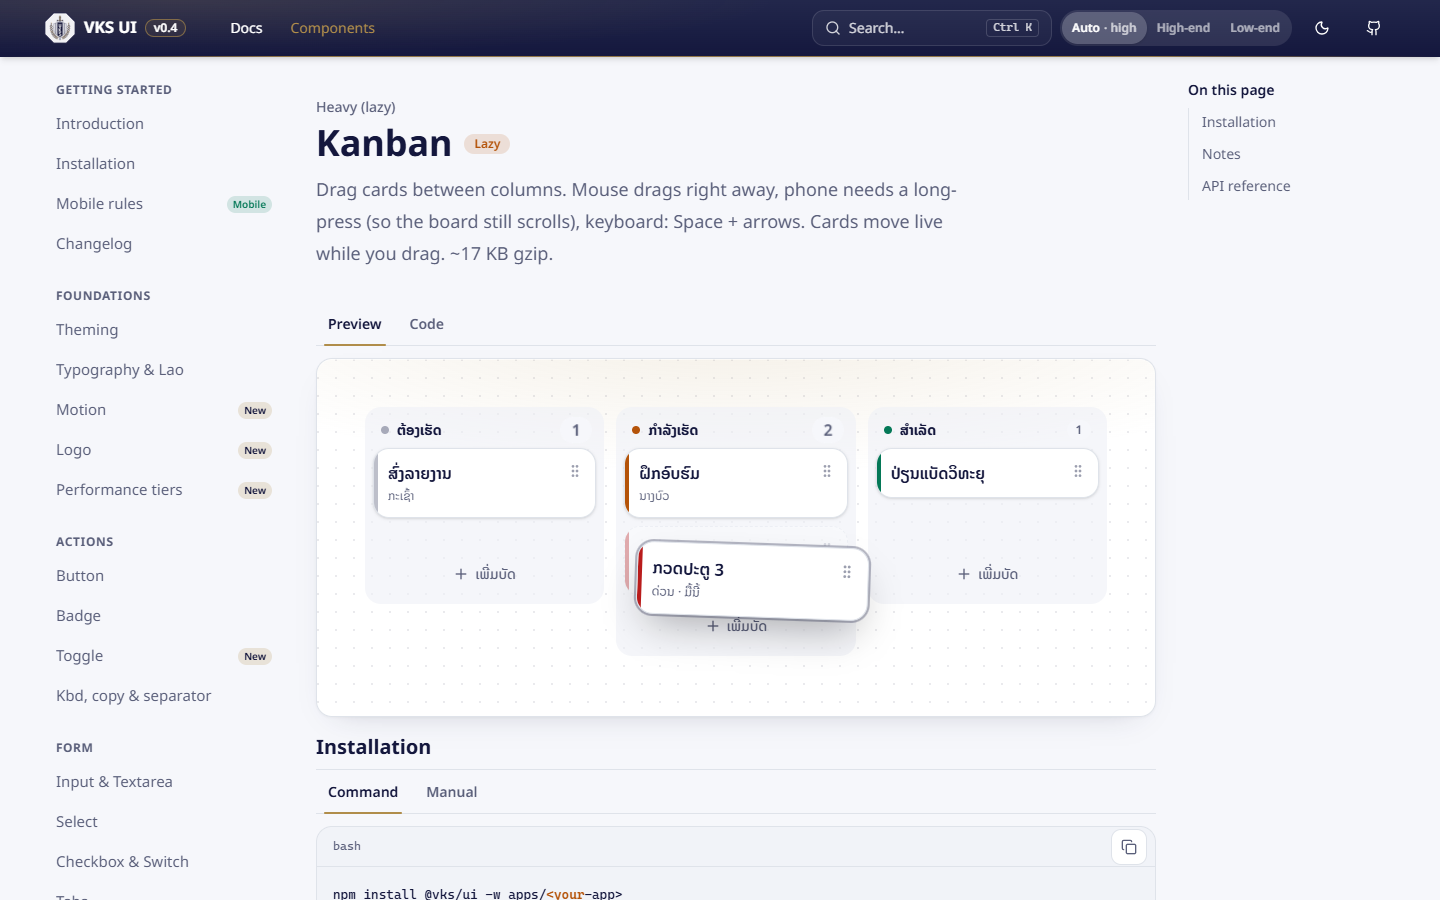 VKS UI v0.4 Docs Components Search... Ctrl K Auto · high High-end Low-end
GETTING STARTED
Introduction
Installation
Mobile rules Mobile
Changelog
FOUNDATIONS
Theming
Typography & Lao
Motion New
Logo New
Performance tiers New
ACTIONS
Button
Badge
Toggle New
Kbd, copy & separator
FORM
Input & Textarea
Select
Checkbox & Switch
Tabs
Heavy (lazy)
Kanban Lazy
Drag cards between columns. Mouse drags right away, phone needs a long-
press (so the board still scrolls), keyboard: Space + arrows. Cards move live
while you drag. ~17 KB gzip.
Preview Code
ຕ້ອງເຮັດ 1
ສົ່ງລາຍງານ
ກະເຊົ້າ
ເພີ່ມບັດ
ກຳລັງເຮັດ 2
ຝຶກອົບຮົມ
ນາງບົວ
ກວດປະຕູ 3
ດ່ວນ · ມື້ນີ້
ເພີ່ມບັດ
ສຳເລັດ 1
ປ່ຽນແບັດວິທະຍຸ
ເພີ່ມບັດ
Installation
Command Manual
bash
npm install @vks/ui -w apps/<your-app>
On this page
Installation
Notes
API reference